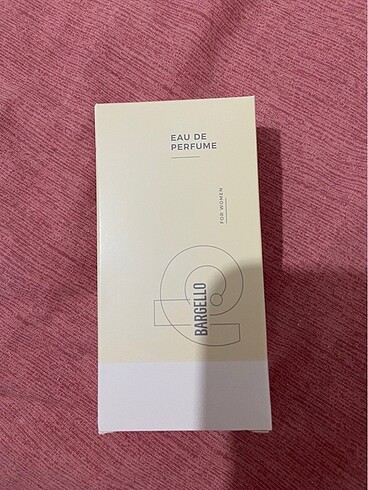 EAU DE
PERFUME
FOR WOMEN
BARGELLO